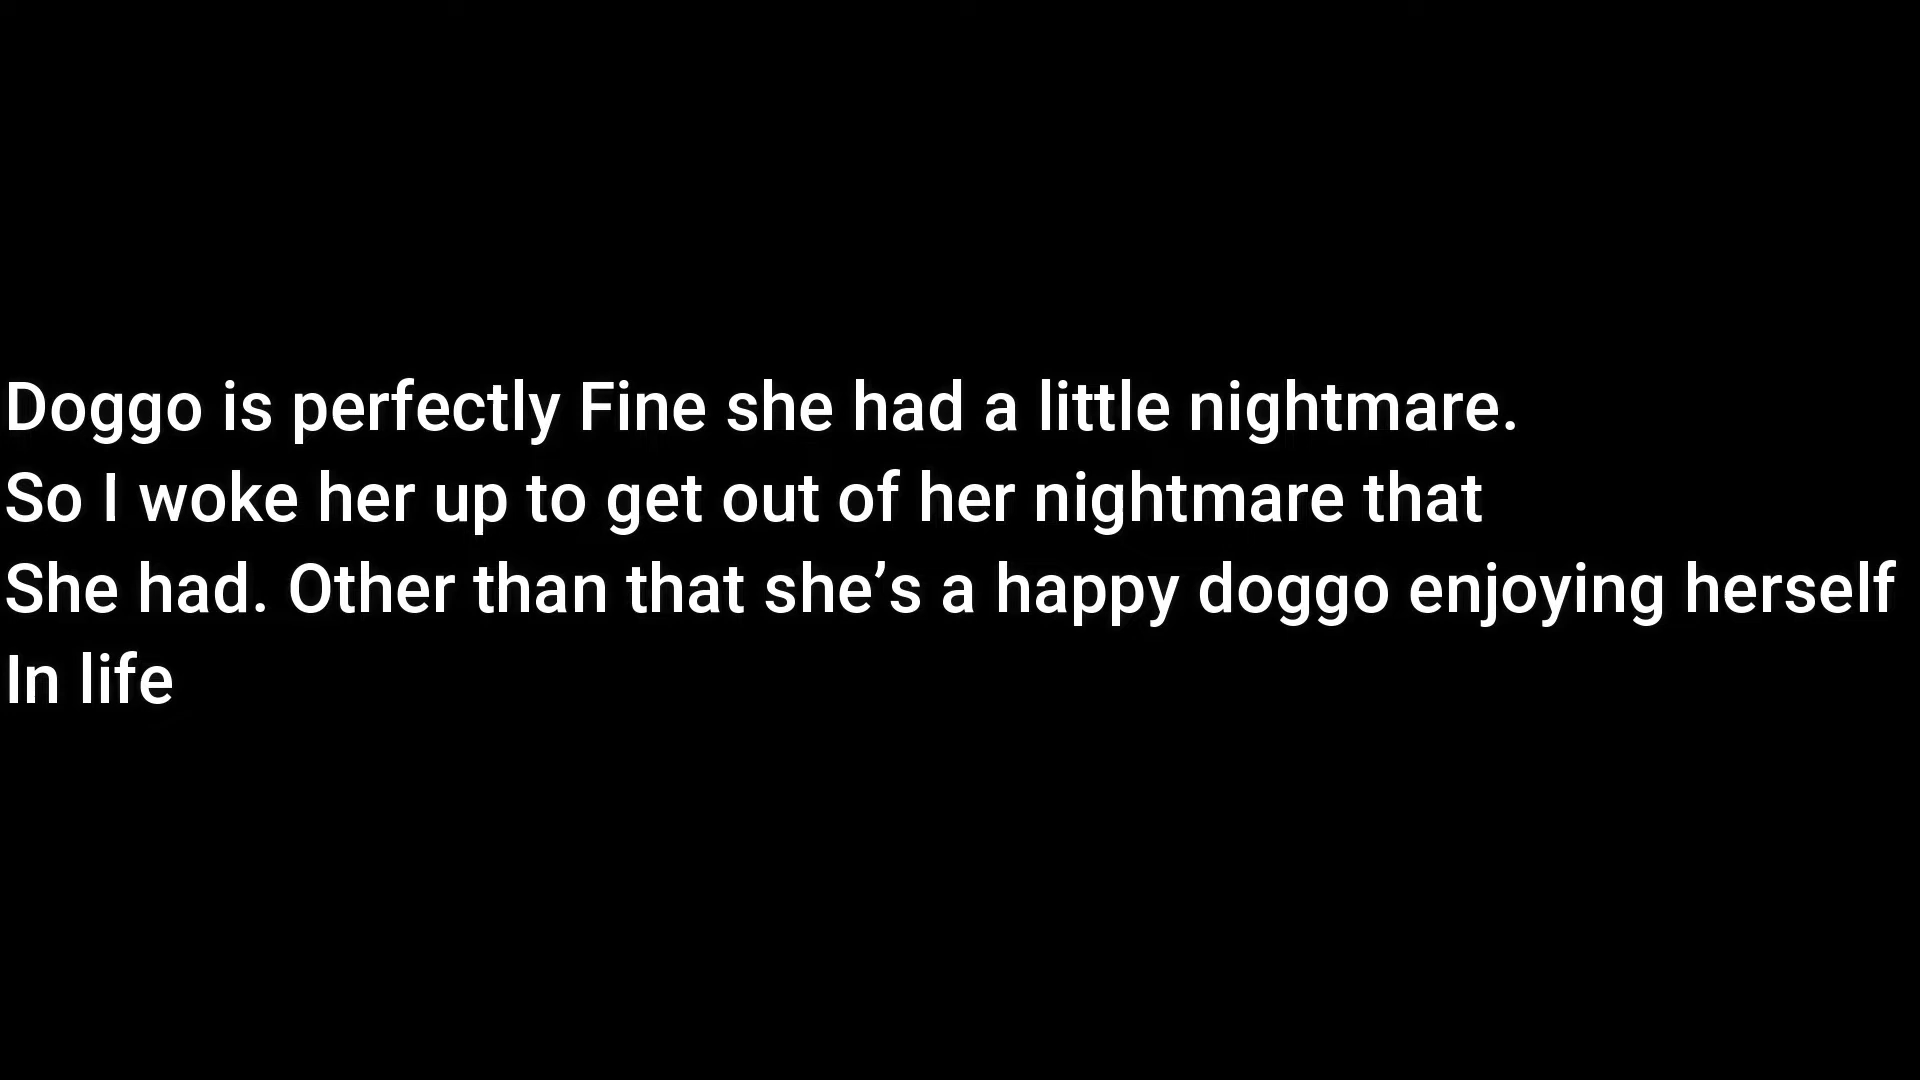 Doggo is perfectly Fine she had a little nightmare.
So I woke her up to get out of her nightmare that
She had. Other than that she’s a happy doggo enjoying herself
In life